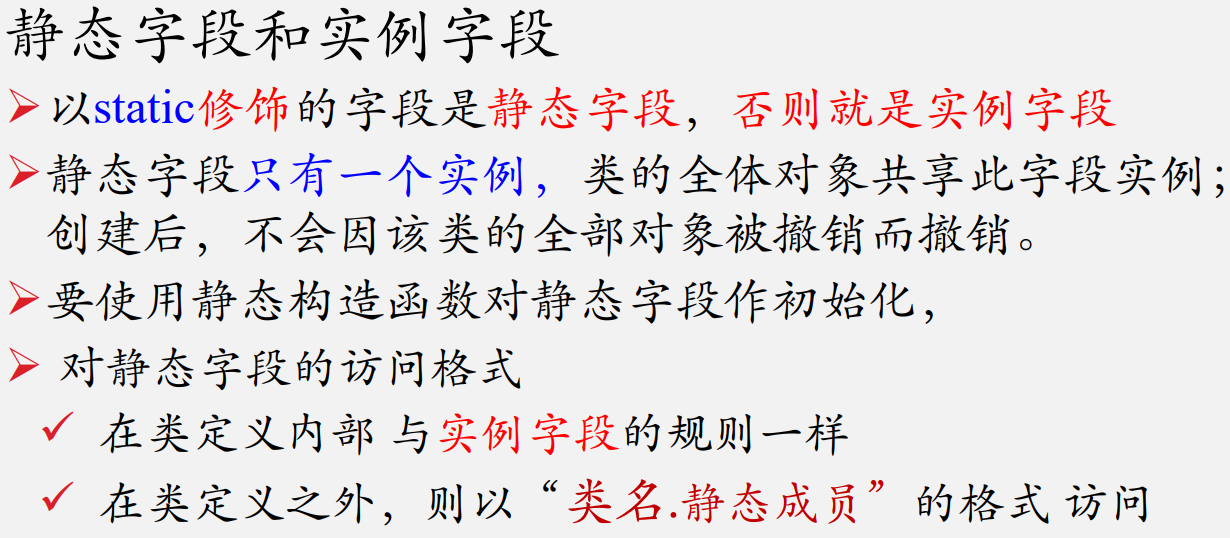 静态字段和实例字段
以static修饰的字段是静态字段，否则就是实例字段
静态字段只有一个实例，类的全体对象共享此字段实例；
创建后，不会因该类的全部对象被撤销而撤销。
要使用静态构造函数对静态字段作初始化，
对静态字段的访问格式
在类定义内部 与实例字段的规则一样
在类定义之外，则以“类名.静态成员”的格式 访问